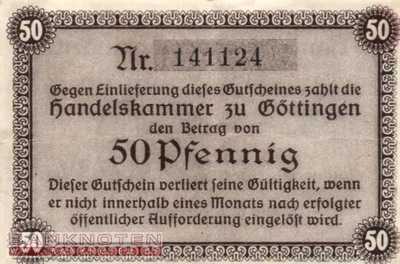 50 50
Nr. 141124
Gegen Einlieferung dieses Gutscheines zahlt die
Handelskammer zu Göttingen
den Betrag von
50 Pfennig
Dieser Gutschein verliert seine Gültigkeit, wenn
er nicht innerhalb eines Monats nach erfolgter
öffentlicher Aufforderung eingelöst wird.
BANKNOTEN
50 50